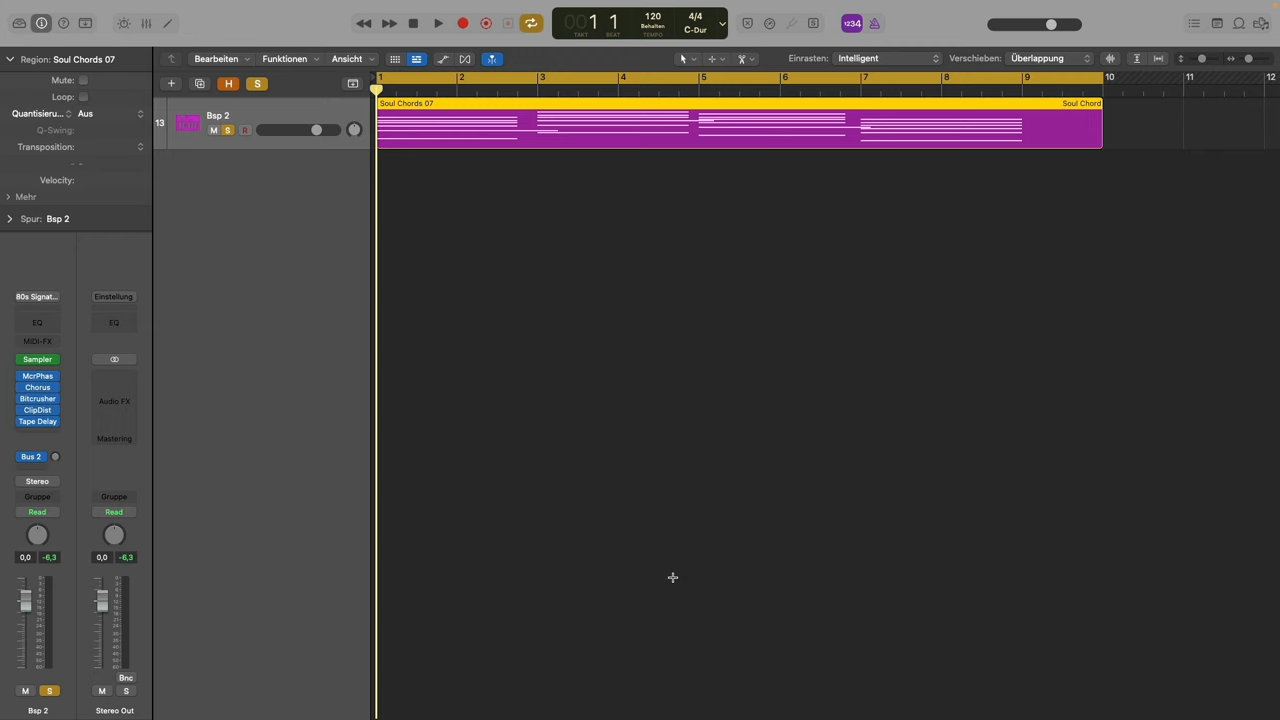 1 1
TAKT BEAT
120
Behalten
TEMPO
4/4
C-Dur
1234
S
Region: Soul Chords 07
Mute:
Loop:
Quantisieru... Aus
Q-Swing:
Transposition:
Velocity:
Mehr
Spur: Bsp 2
Bearbeiten Funktionen Ansicht
Einrasten: Intelligent
Verschieben: Überlappung
H S
1 2 3 4 5 6 7 8 9 10 11 12
13 Bsp 2
M S R
Soul Chords 07 Soul Chord
80s Signat... Einstellung
EQ EQ
MIDI-FX
Sampler
McrPhas
Chorus
Bitcrusher
ClipDist
Tape Delay
Audio FX
Mastering
Bus 2
Stereo
Gruppe Gruppe
Read Read
0,0 -6,3 0,0 -6,3
Bnc
M S M S
Bsp 2 Stereo Out